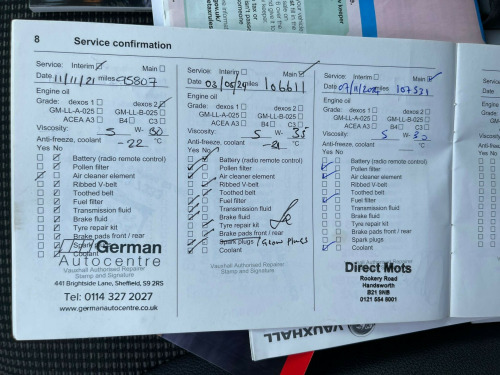 8 Service confirmation
Service: Interim Main
Date 11/11/21 miles 95807
Engine oil
Grade: dexos 1 dexos 2
GM-LL-A-025 GM-LL-B-025
ACEA A3 B4 C3
Viscosity: 5 W- 30
Anti-freeze, coolant -22 °C
Yes No
Battery (radio remote control)
Pollen filter
Air cleaner element
Ribbed V-belt
Toothed belt
Fuel filter
Transmission fluid
Brake fluid
Tyre repair kit
Brake pads front / rear
Spark
Coolant
German
Autocentre
Vauxhall Authorised Repairer
Stamp and Signature
441 Brightside Lane, Sheffield, S9 2RS
Tel: 0114 327 2027
www.germanautocentre.co.uk
Service: Interim Main
Date miles 106611
Engine oil
Grade: dexos 1 dexos 2
GM-LL-A-025 GM-LL-B-025
ACEA A3 B4 C3
Viscosity: 5 W-
Anti-freeze, coolant °C
Yes No
Battery (radio remote control)
Pollen filter
Air cleaner element
Ribbed V-belt
Toothed belt
Fuel filter
Transmission fluid
Brake fluid
Tyre repair kit
Brake pads front / rear
Spark plugs / Glow Plugs
Coolant
Vauxhall Authorised Repairer
Stamp and Signature
Service: Interim Main
Date miles
Engine oil
Grade: dexos 1 dexos 2
GM-LL-A-025 GM-LL-B-025
ACEA A3 B4 C3
Viscosity: 5 W- 30
Anti-freeze, coolant °C
Yes No
Battery (radio remote control)
Pollen filter
Air cleaner element
Ribbed V-belt
Toothed belt
Fuel filter
Transmission fluid
Brake fluid
Tyre repair kit
Brake pads front / rear
Spark plugs
Coolant
Direct Mots
Rookery Road
Handsworth
B21 9NB
0121 554 8001
VAUXHALL